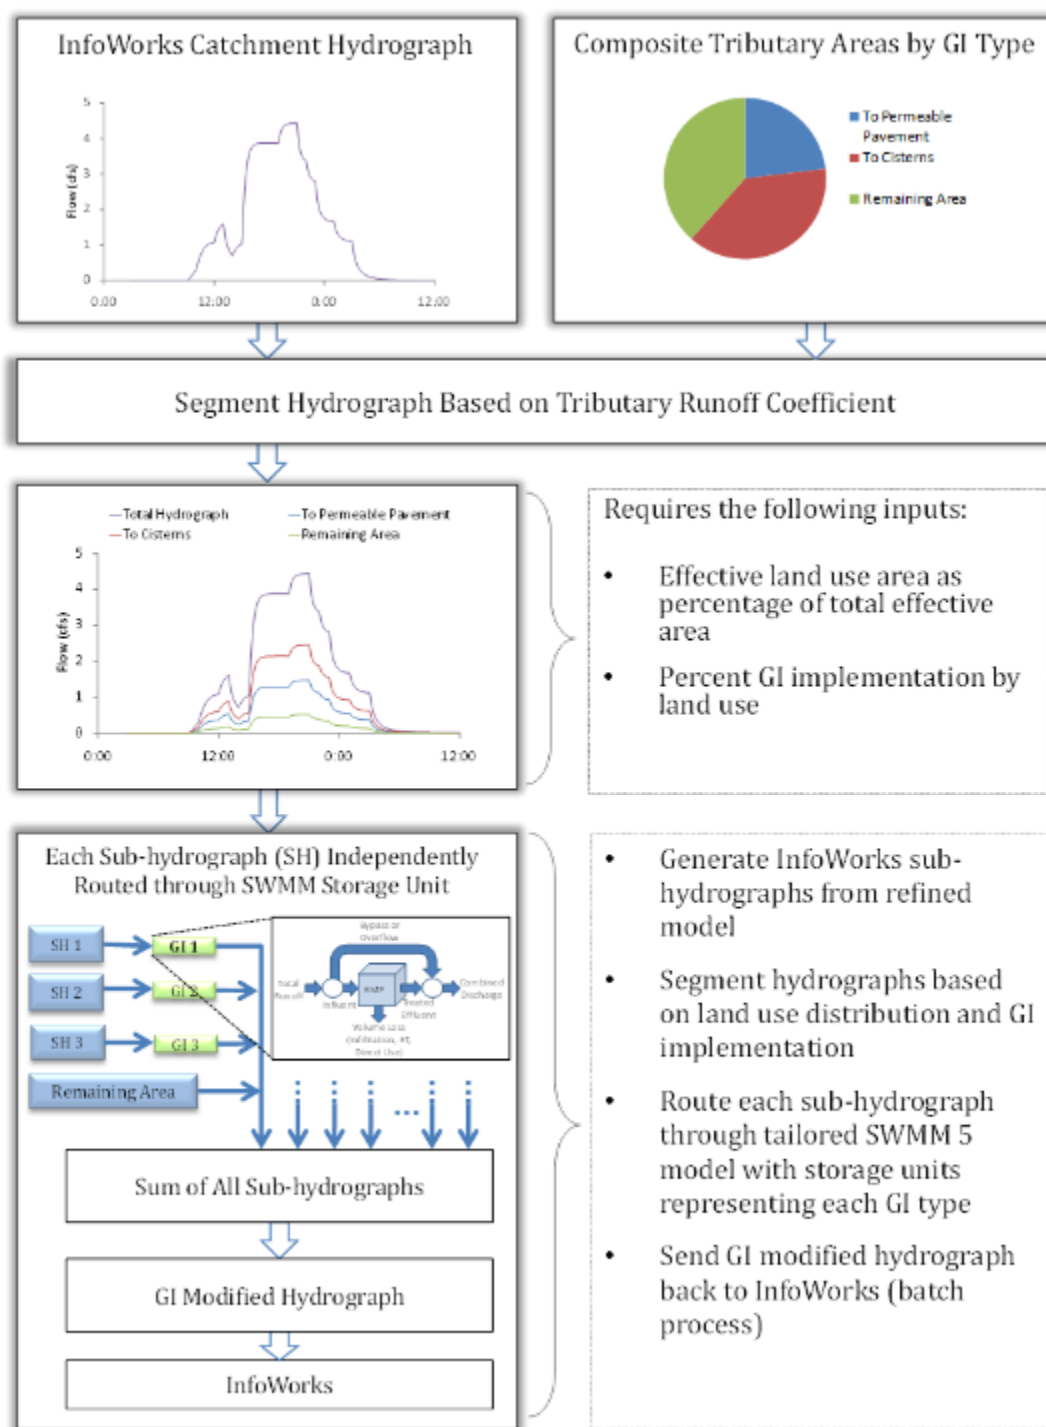 InfoWorks Catchment Hydrograph
5
4
3
2
1
0
Flow (cfs)
0:00
12:00
0:00
12:00
Composite Tributary Areas by GI Type
To Permeable
Pavement
To Cisterns
Remaining Area
Segment Hydrograph Based on Tributary Runoff Coefficient
Total Hydrograph
To Permeable Pavement
To Cisterns
Remaining Area
5
4
3
2
1
0
Flow (cfs)
0:00
12:00
0:00
12:00
Requires the following inputs:
• Effective land use area as
percentage of total effective
area
• Percent GI implementation by
land use
Each Sub-hydrograph (SH) Independently
Routed through SWMM Storage Unit
SH 1
GI 1
SH 2
GI 2
SH 3
GI 3
Remaining Area
Bypass or
Overflow
Total
Runoff
Influent
BMP
Treated
Effluent
Combined
Discharge
Volume Loss
(Infiltration, ET,
Direct Use)
...
Sum of All Sub-hydrographs
GI Modified Hydrograph
InfoWorks
• Generate InfoWorks sub-
hydrographs from refined
model
• Segment hydrographs based
on land use distribution and GI
implementation
• Route each sub-hydrograph
through tailored SWMM 5
model with storage units
representing each GI type
• Send GI modified hydrograph
back to InfoWorks (batch
process)